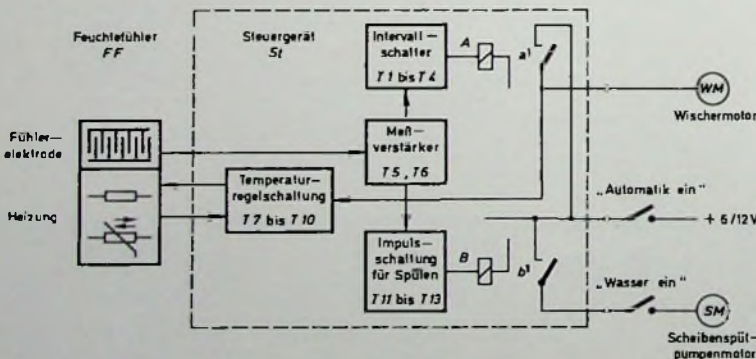 Feuchtefühler
FF
Steuergerät
St
Intervall—
schalter
T1 bis T4
A
a¹
WM
Wischermotor
Fühler—
elektrode
Heizung
Meß—
verstärker
T5, T6
Temperatur—
regelschaltung
T7 bis T10
„Automatik ein"
+ 6/12V
Impuls—
schaltung
für Spülen
T11 bis T13
B
b¹
„Wasser ein"
SM
Scheibenspül—
pumpenmotor